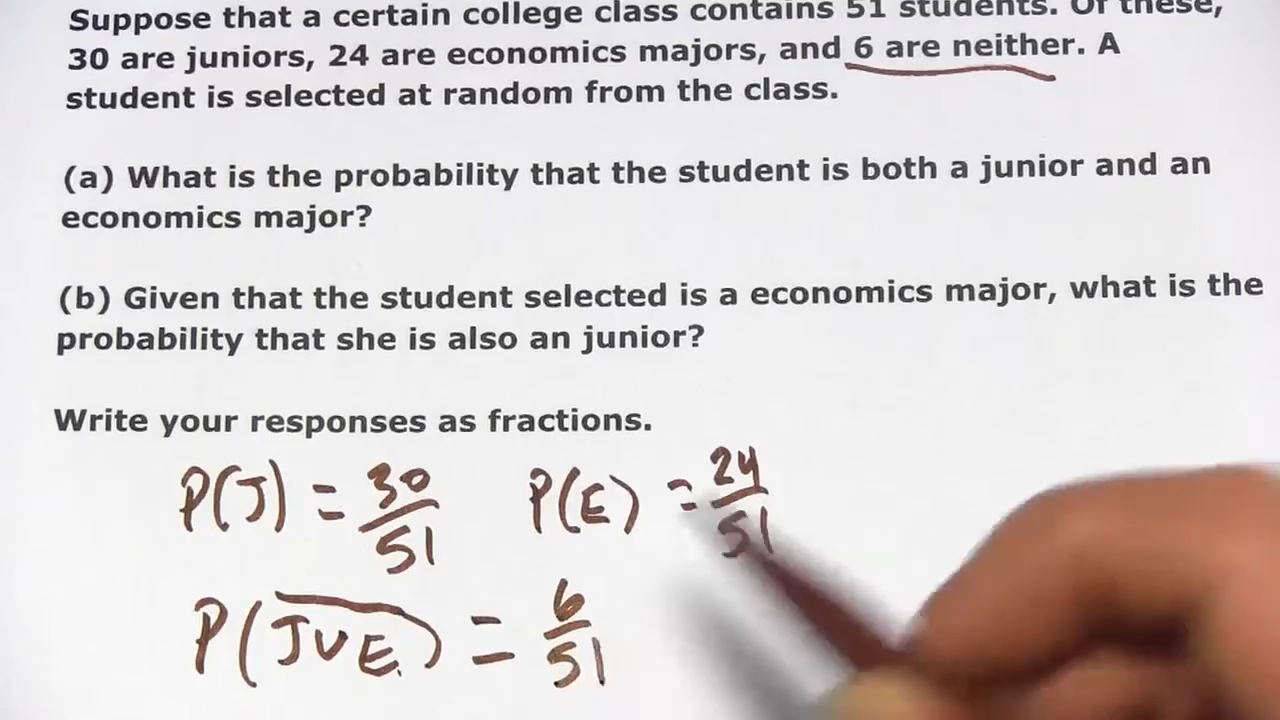 Suppose that a certain college class contains 51 students. Of these,
30 are juniors, 24 are economics majors, and 6 are neither. A
student is selected at random from the class.
(a) What is the probability that the student is both a junior and an
economics major?
(b) Given that the student selected is a economics major, what is the
probability that she is also an junior?
Write your responses as fractions.
P(J) = 30/51 P(E) = 24/51
P(J∪E) = 6/51